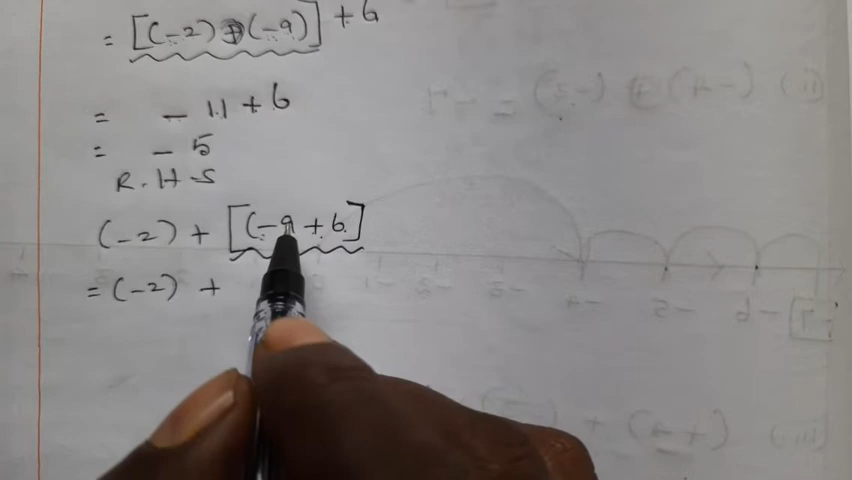 = [(-2) + (-9)] + 6
= - 11 + 6
= - 5
R.H-S
(-2) + [(-9 + 6]
= (-2) +